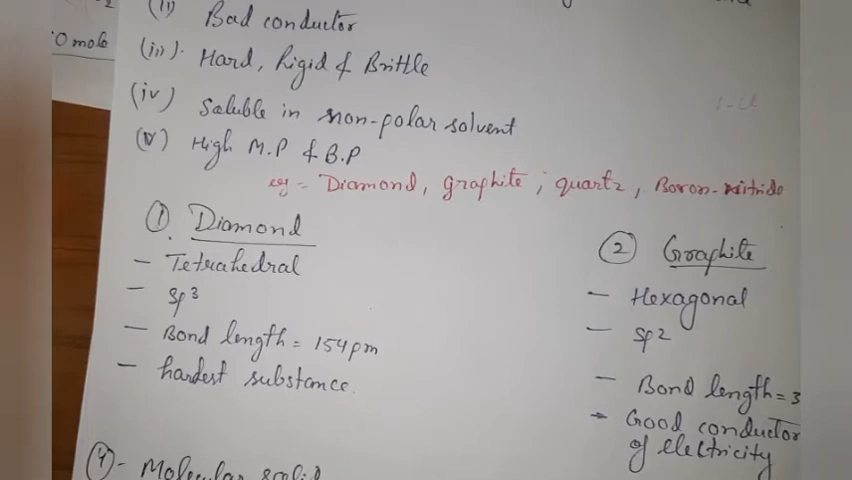 0 mole
(ii) Bad conductor
(iii). Hard, Rigid & Brittle
(iv) Soluble in non-polar solvent
(v) High M.P & B.P
eg - Diamond, graphite, quartz, Boron-nitride
① Diamond
- Tetrahedral
- Sp3
- Bond length = 154pm
- hardest substance.
② Graphite
- Hexagonal
- Sp2
- Bond length = 3
→ Good conductor
of electricity
④ - Molecular solid